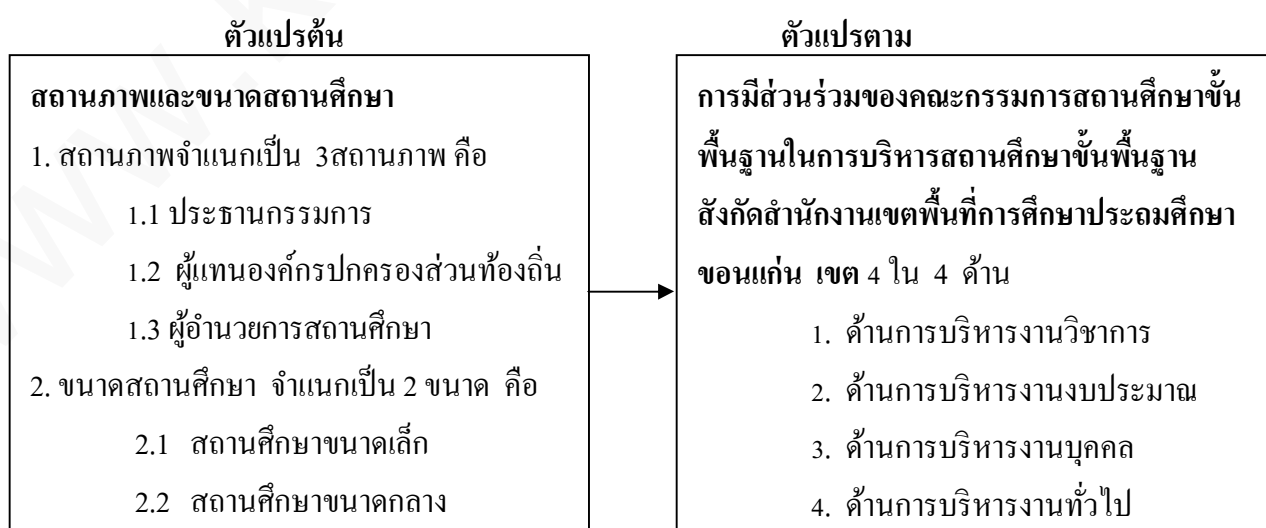 ตัวแปรต้น
สถานภาพและขนาดสถานศึกษา
1. สถานภาพจำแนกเป็น 3สถานภาพ คือ
1.1 ประธานกรรมการ
1.2 ผู้แทนองค์กรปกครองส่วนท้องถิ่น
1.3 ผู้อำนวยการสถานศึกษา
2. ขนาดสถานศึกษา จำแนกเป็น 2 ขนาด คือ
2.1 สถานศึกษาขนาดเล็ก
2.2 สถานศึกษาขนาดกลาง
ตัวแปรตาม
การมีส่วนร่วมของคณะกรรมการสถานศึกษาขั้น
พื้นฐานในการบริหารสถานศึกษาขั้นพื้นฐาน
สังกัดสำนักงานเขตพื้นที่การศึกษาประถมศึกษา
ขอนแก่น เขต 4 ใน 4 ด้าน
1. ด้านการบริหารงานวิชาการ
2. ด้านการบริหารงานงบประมาณ
3. ด้านการบริหารงานบุคคล
4. ด้านการบริหารงานทั่วไป